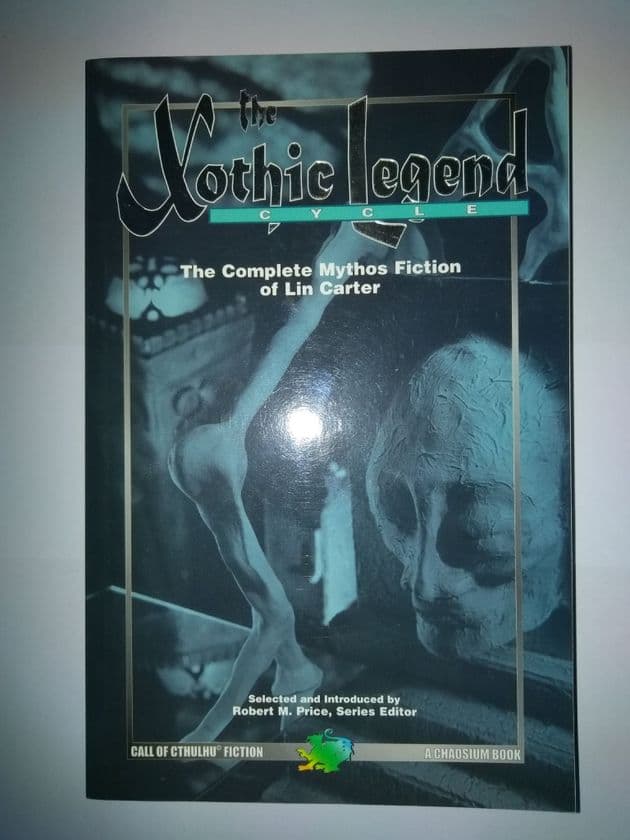 The
Xothic Legend
CYCLE
The Complete Mythos Fiction
of Lin Carter
Selected and Introduced by
Robert M. Price, Series Editor
CALL OF CTHULHU® FICTION
A CHAOSIUM BOOK